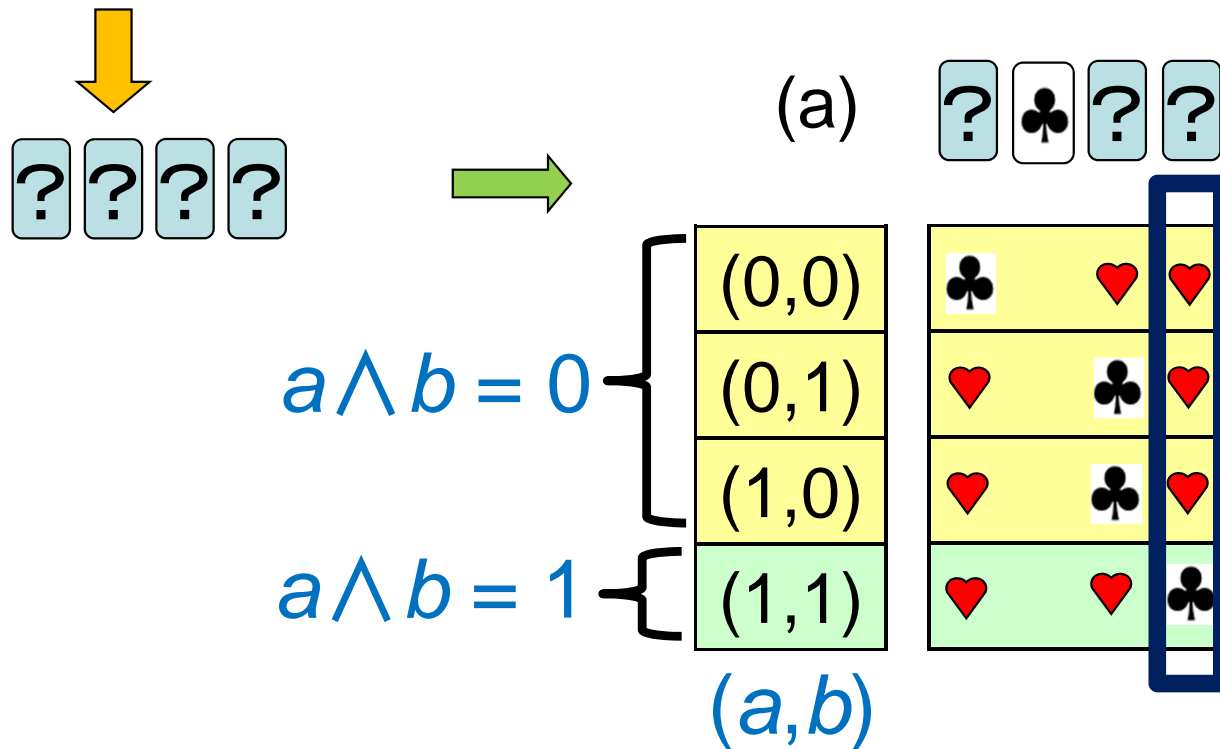 ? ? ? ?
(a)
? ♣ ? ?
(0,0) ♣ ♥ ♥
a∧b = 0
(0,1) ♥ ♣ ♥
(1,0) ♥ ♣ ♥
a∧b = 1
(1,1) ♥ ♥ ♣
(a,b)